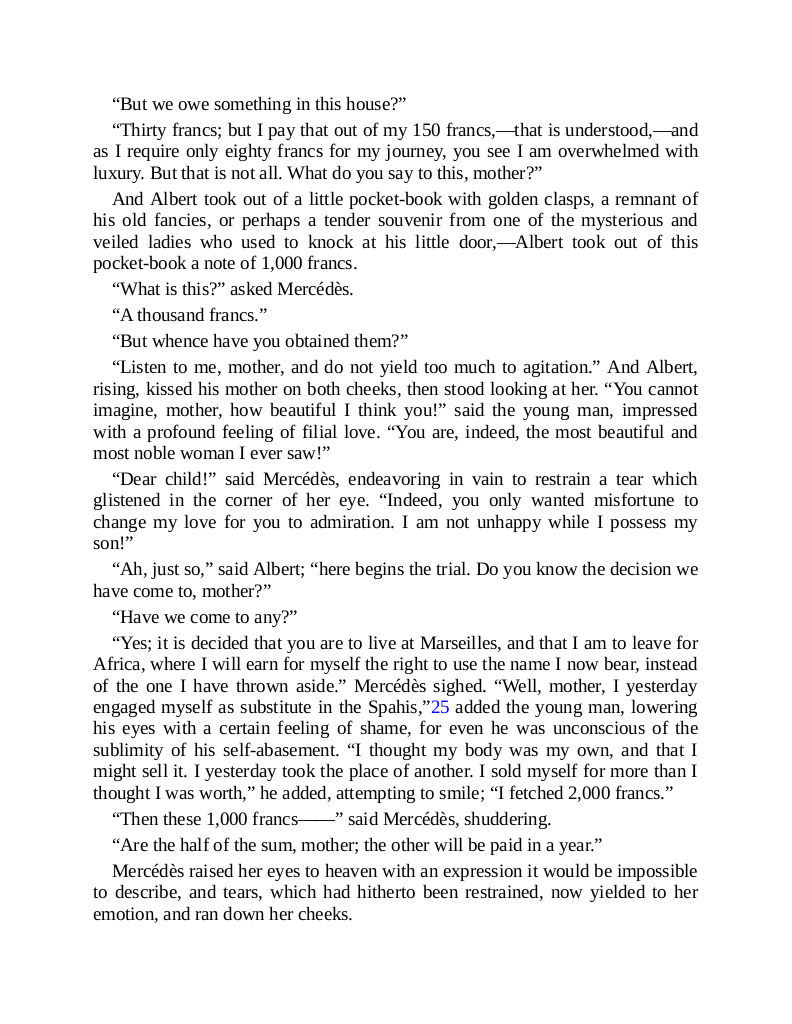 “But we owe something in this house?”
“Thirty francs; but I pay that out of my 150 francs,—that is understood,—and
as I require only eighty francs for my journey, you see I am overwhelmed with
luxury. But that is not all. What do you say to this, mother?”
And Albert took out of a little pocket-book with golden clasps, a remnant of
his old fancies, or perhaps a tender souvenir from one of the mysterious and
veiled ladies who used to knock at his little door,—Albert took out of this
pocket-book a note of 1,000 francs.
“What is this?” asked Mercédès.
“A thousand francs.”
“But whence have you obtained them?”
“Listen to me, mother, and do not yield too much to agitation.” And Albert,
rising, kissed his mother on both cheeks, then stood looking at her. “You cannot
imagine, mother, how beautiful I think you!” said the young man, impressed
with a profound feeling of filial love. “You are, indeed, the most beautiful and
most noble woman I ever saw!”
“Dear child!” said Mercédès, endeavoring in vain to restrain a tear which
glistened in the corner of her eye. “Indeed, you only wanted misfortune to
change my love for you to admiration. I am not unhappy while I possess my
son!”
“Ah, just so,” said Albert; “here begins the trial. Do you know the decision we
have come to, mother?”
“Have we come to any?”
“Yes; it is decided that you are to live at Marseilles, and that I am to leave for
Africa, where I will earn for myself the right to use the name I now bear, instead
of the one I have thrown aside.” Mercédès sighed. “Well, mother, I yesterday
engaged myself as substitute in the Spahis,”25 added the young man, lowering
his eyes with a certain feeling of shame, for even he was unconscious of the
sublimity of his self-abasement. “I thought my body was my own, and that I
might sell it. I yesterday took the place of another. I sold myself for more than I
thought I was worth,” he added, attempting to smile; “I fetched 2,000 francs.”
“Then these 1,000 francs——” said Mercédès, shuddering.
“Are the half of the sum, mother; the other will be paid in a year.”
Mercédès raised her eyes to heaven with an expression it would be impossible
to describe, and tears, which had hitherto been restrained, now yielded to her
emotion, and ran down her cheeks.